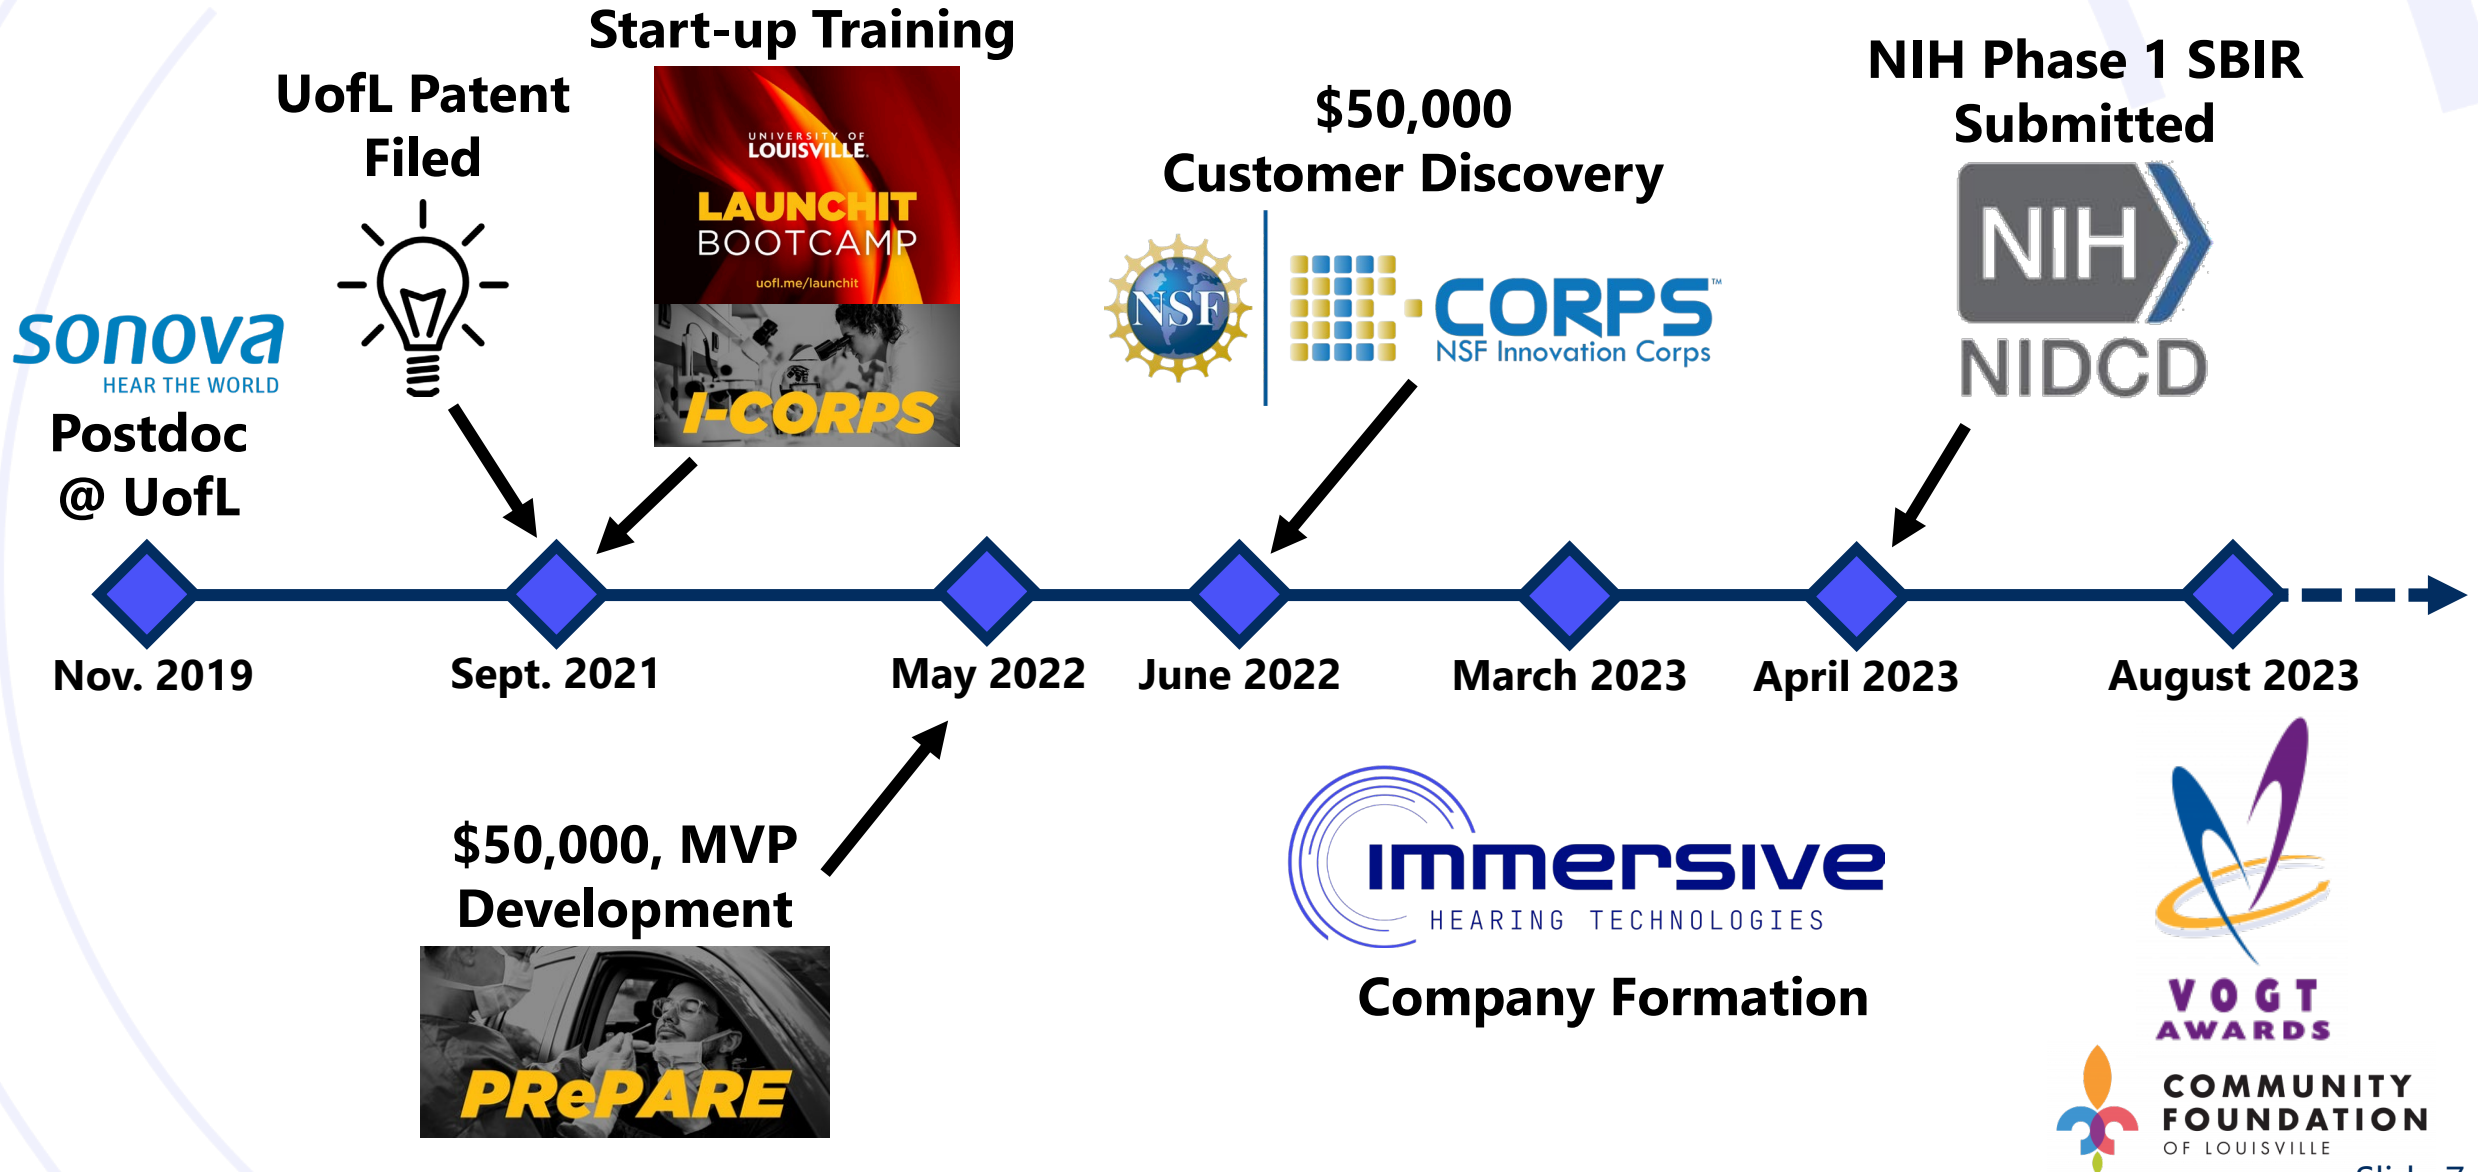 Start-up Training
UNIVERSITY OF
LOUISVILLE.
LAUNCHIT
BOOTCAMP
uofl.me/launchit
I-CORPS
UofL Patent
Filed
sonova
HEAR THE WORLD
Postdoc
@ UofL
$50,000
Customer Discovery
NSF
I-CORPS™
NSF Innovation Corps
NIH Phase 1 SBIR
Submitted
NIH
NIDCD
Nov. 2019
Sept. 2021
May 2022
June 2022
March 2023
April 2023
August 2023
$50,000, MVP
Development
PRePARE
immersive
HEARING TECHNOLOGIES
Company Formation
VOGT
AWARDS
COMMUNITY
FOUNDATION
OF LOUISVILLE
Slide 7